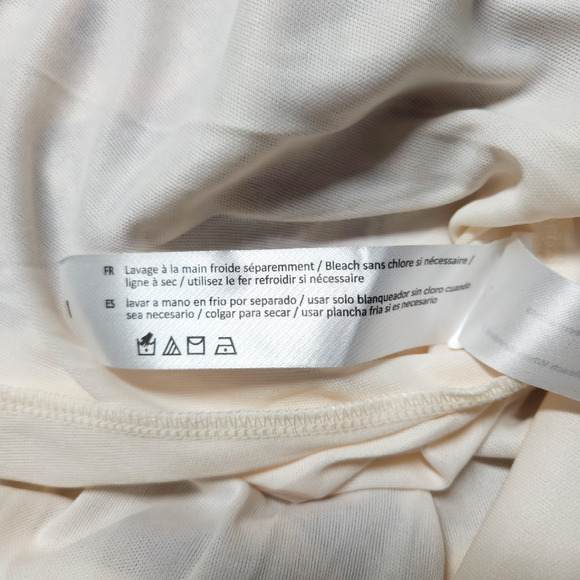 FR Lavage à la main froide séparemment / Bleach sans chlore si nécessaire /
ligne à sec / utilisez le fer refroidir si nécessaire
ES lavar a mano en frio por separado / usar solo blanqueador sin cloro cuando
sea necesario / colgar para secar / usar plancha fria si es necesario